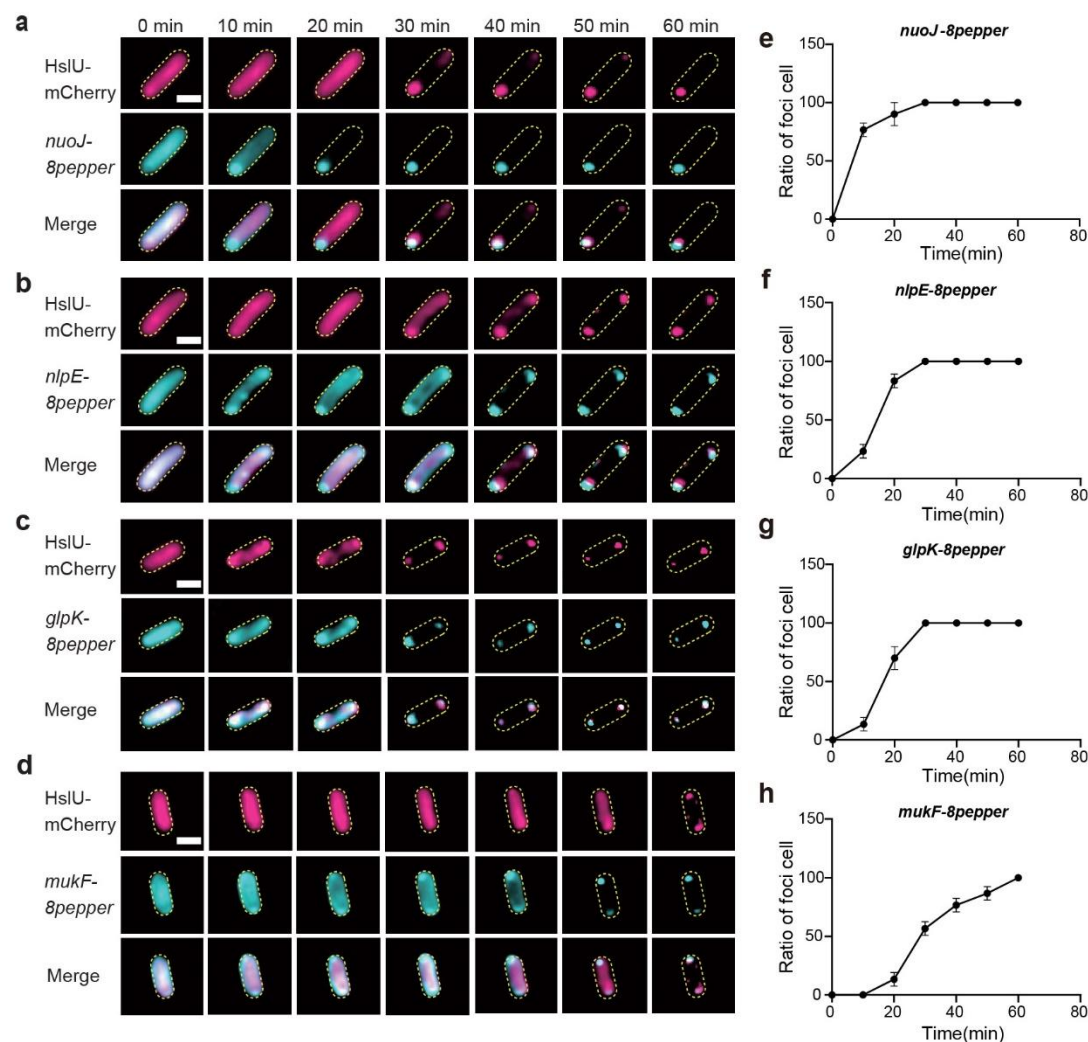 a
0 min 10 min 20 min 30 min 40 min 50 min 60 min
HslU-
mCherry
nuoJ-
8pepper
Merge
b
HslU-
mCherry
nlpE-
8pepper
Merge
c
HslU-
mCherry
glpK-
8pepper
Merge
d
HslU-
mCherry
mukF-
8pepper
Merge
e
nuoJ-8pepper
Ratio of foci cell
150
100
50
0
0 20 40 60 80
Time(min)
f
nlpE-8pepper
Ratio of foci cell
150
100
50
0
0 20 40 60 80
Time(min)
g
glpK-8pepper
Ratio of foci cell
150
100
50
0
0 20 40 60 80
Time(min)
h
mukF-8pepper
Ratio of foci cell
150
100
50
0
0 20 40 60 80
Time(min)